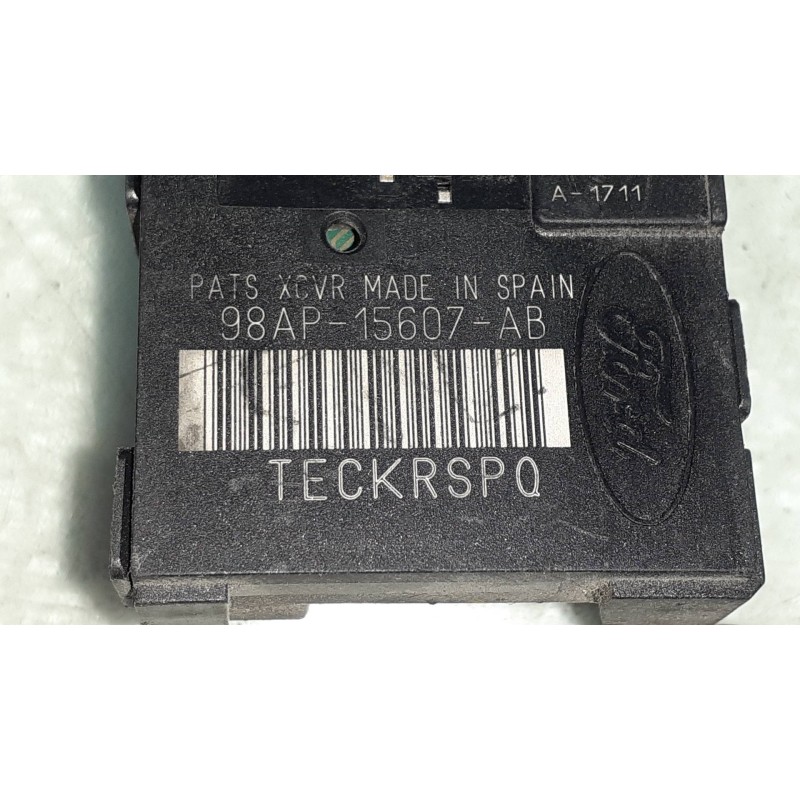 A-1711
PATS XCVR MADE IN SPAIN
98AP-15607-AB
TECKRSPQ
Ford